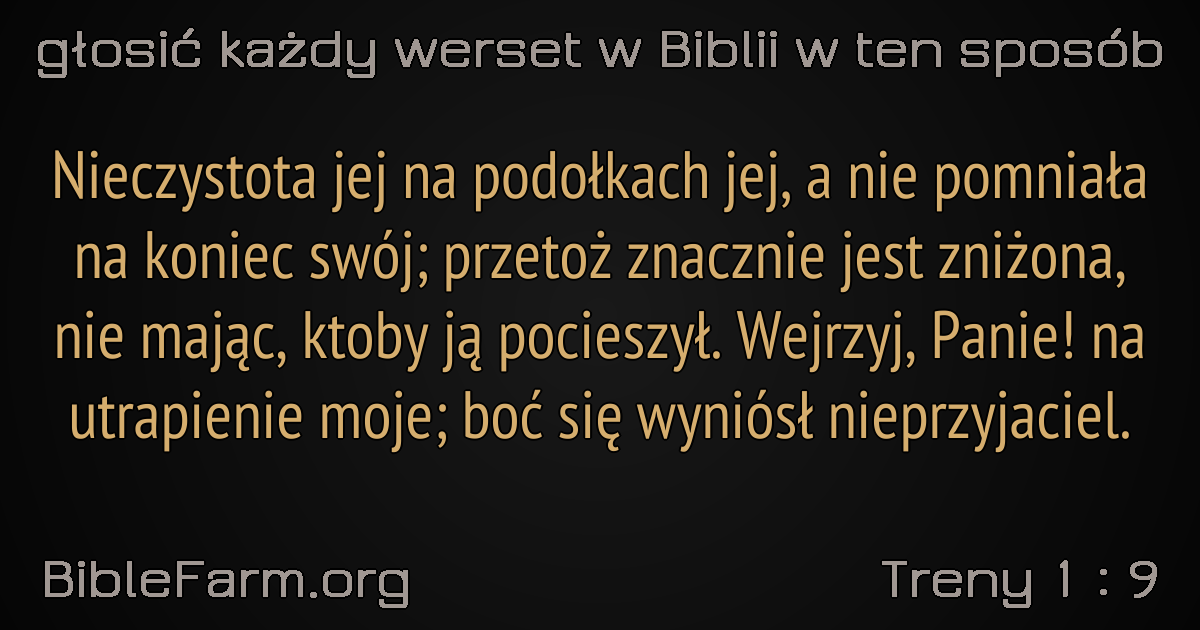 głosić każdy werset w Biblii w ten sposób
Nieczystota jej na podołkach jej, a nie pomniała
na koniec swój; przetoż znacznie jest zniżona,
nie mając, ktoby ją pocieszył. Wejrzyj, Panie! na
utrapienie moje; boć się wyniósł nieprzyjaciel.
BibleFarm.org
Treny 1 : 9